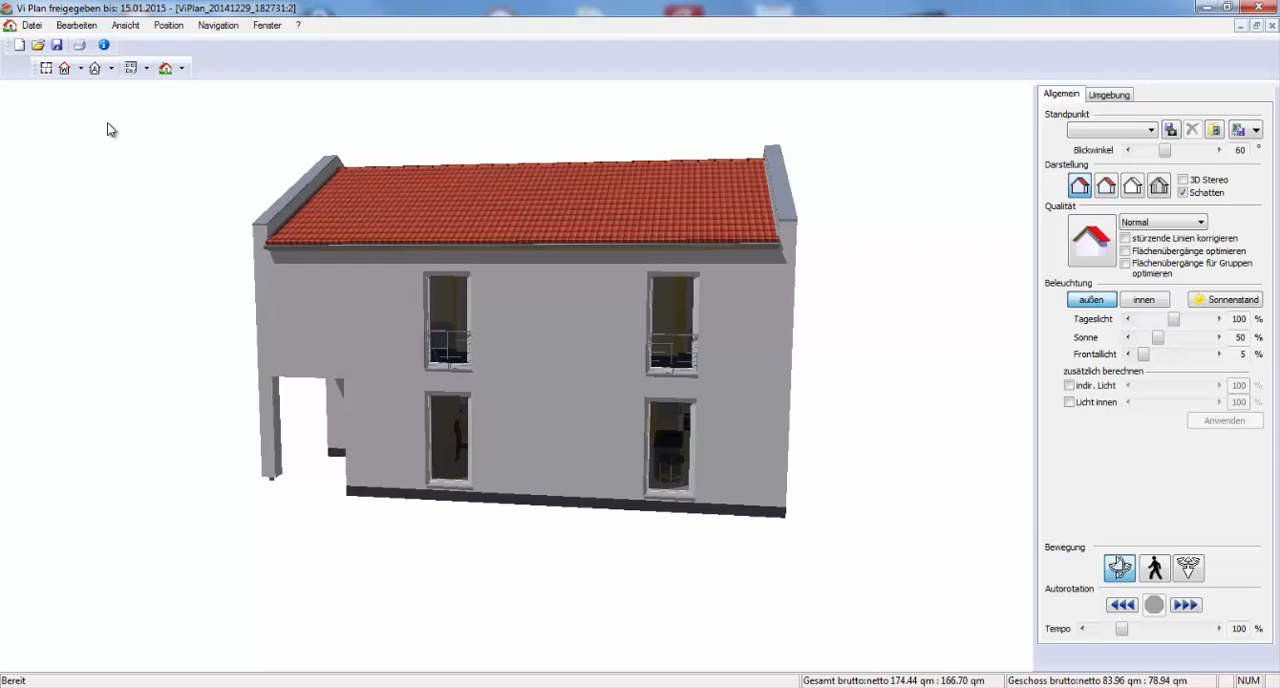 Vi Plan freigegeben bis: 15.01.2015 - [ViPlan_20141229_182731:2]
Datei Bearbeiten Ansicht Position Navigation Fenster ?
Allgemein Umgebung
Standpunkt
Blickwinkel 60 °
Darstellung
3D Stereo
Schatten
Qualität
Normal
stürzende Linien korrigieren
Flächenübergänge optimieren
Flächenübergänge für Gruppen
optimieren
Beleuchtung
außen innen Sonnenstand
Tageslicht 100 %
Sonne 50 %
Frontallicht 5 %
zusätzlich berechnen
indir. Licht 100 %
Licht innen 100 %
Anwenden
Bewegung
Autorotation
Tempo 100 %
Bereit Gesamt brutto:netto 174.44 qm : 166.70 qm Geschoss brutto:netto 83.96 qm : 78.94 qm NUM